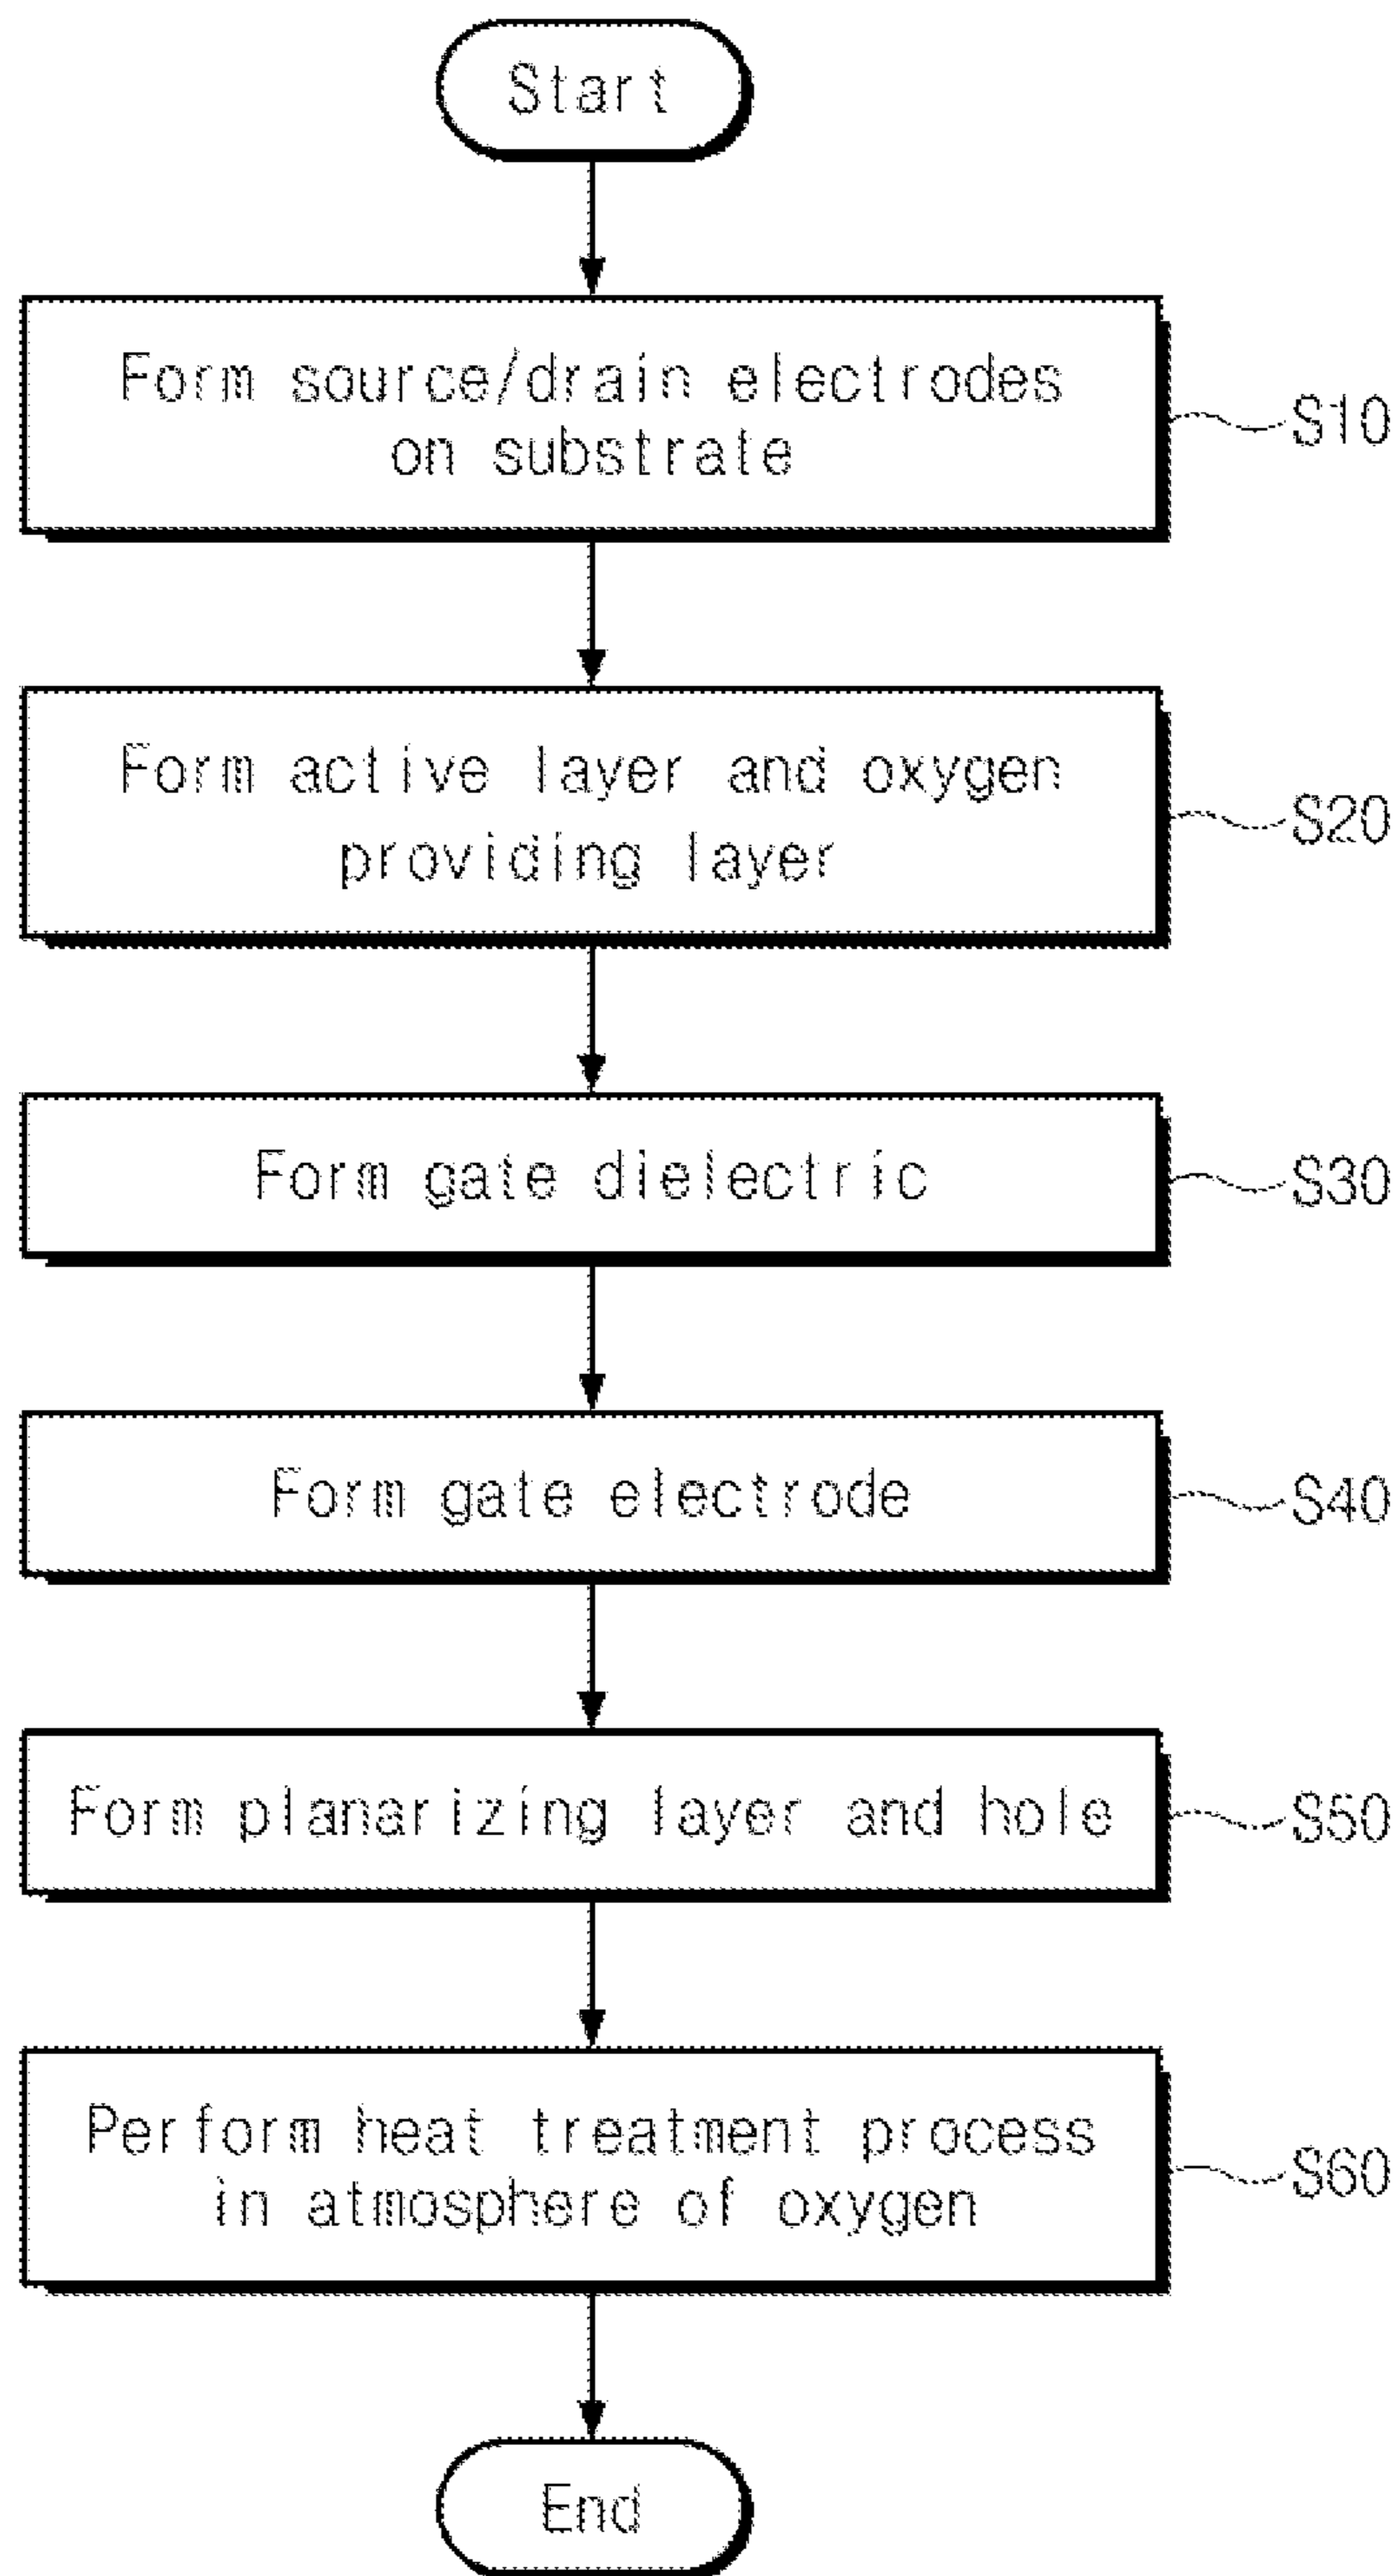 Start
Form source/drain electrodes
on substrate
S10
Form active layer and oxygen
providing layer
S20
Form gate dielectric
S30
Form gate electrode
S40
Form planarizing layer and hole
S50
Perform heat treatment process
in atmosphere of oxygen
S60
End